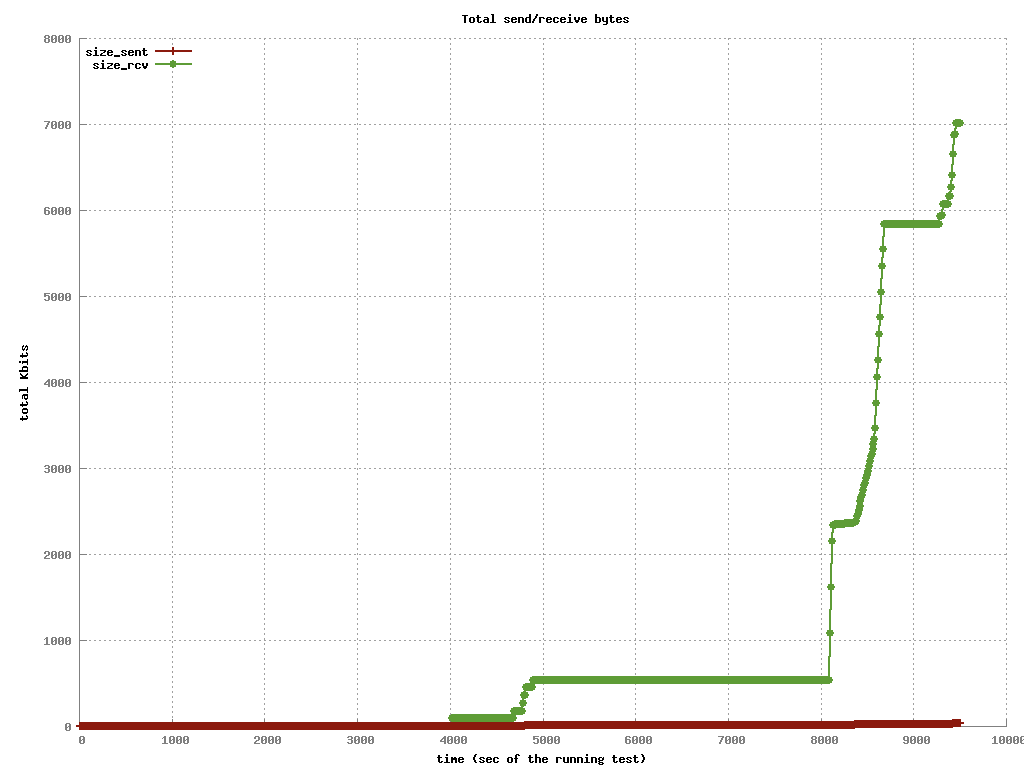 Total send/receive bytes
8000
size_sent
size_rcv
7000
6000
5000
total Kbits
4000
3000
2000
1000
0
0 1000 2000 3000 4000 5000 6000 7000 8000 9000 10000
time (sec of the running test)